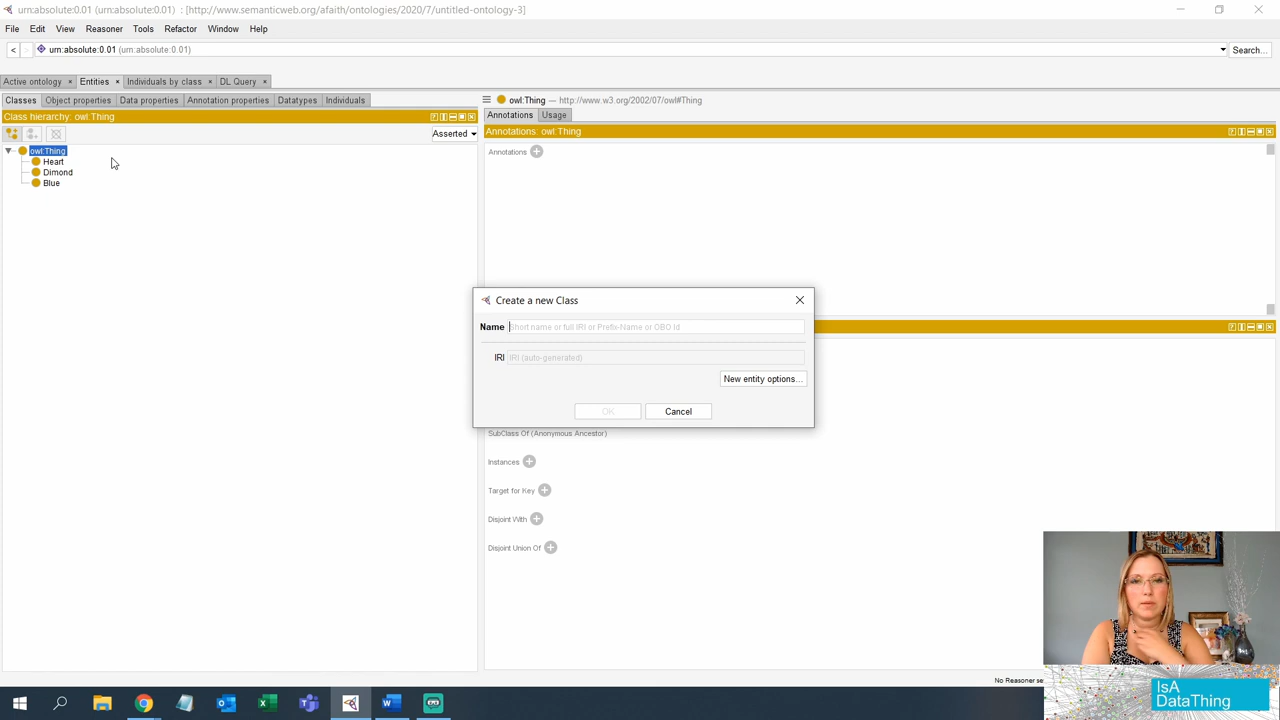 urn:absolute:0.01 (urn:absolute:0.01)  : [http://www.semanticweb.org/afaith/ontologies/2020/7/untitled-ontology-3]
File Edit View Reasoner Tools Refactor Window Help
< > urn:absolute:0.01 (urn:absolute:0.01) Search...
Active ontology × Entities × Individuals by class × DL Query ×
Classes Object properties Data properties Annotation properties Datatypes Individuals
Class hierarchy: owl:Thing
Asserted
owl:Thing
Heart
Dimond
Blue
owl:Thing — http://www.w3.org/2002/07/owl#Thing
Annotations Usage
Annotations: owl:Thing
Annotations
Create a new Class
Name Short name or full IRI or Prefix-Name or OBO Id
IRI IRI (auto-generated)
New entity options...
OK Cancel
SubClass Of (Anonymous Ancestor)
Instances
Target for Key
Disjoint With
Disjoint Union Of
No Reasoner se
IsA
DataThing